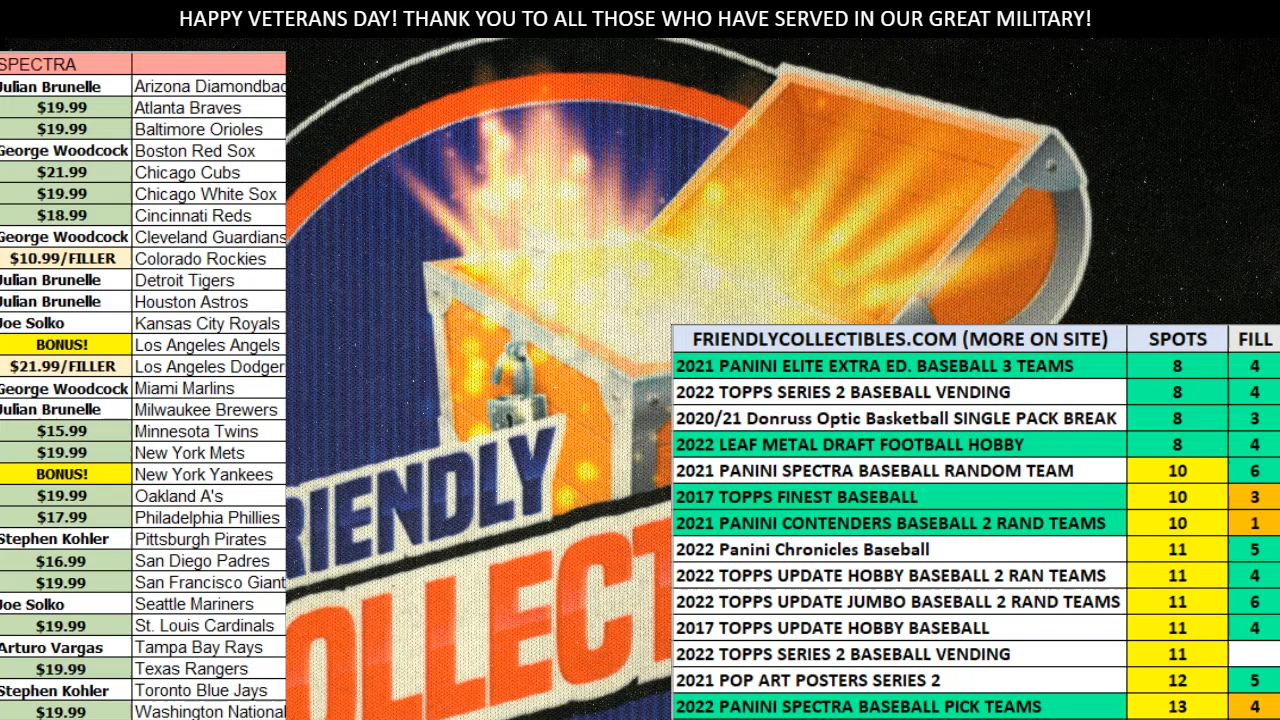 HAPPY VETERANS DAY! THANK YOU TO ALL THOSE WHO HAVE SERVED IN OUR GREAT MILITARY!
SPECTRA
Julian Brunelle Arizona Diamondbac
$19.99 Atlanta Braves
$19.99 Baltimore Orioles
George Woodcock Boston Red Sox
$21.99 Chicago Cubs
$19.99 Chicago White Sox
$18.99 Cincinnati Reds
George Woodcock Cleveland Guardians
$10.99/FILLER Colorado Rockies
Julian Brunelle Detroit Tigers
Julian Brunelle Houston Astros
Joe Solko Kansas City Royals
BONUS! Los Angeles Angels
$21.99/FILLER Los Angeles Dodger
George Woodcock Miami Marlins
Julian Brunelle Milwaukee Brewers
$15.99 Minnesota Twins
$19.99 New York Mets
BONUS! New York Yankees
$19.99 Oakland A's
$17.99 Philadelphia Phillies
Stephen Kohler Pittsburgh Pirates
$16.99 San Diego Padres
$19.99 San Francisco Giant
Joe Solko Seattle Mariners
$19.99 St. Louis Cardinals
Arturo Vargas Tampa Bay Rays
$19.99 Texas Rangers
Stephen Kohler Toronto Blue Jays
$19.99 Washington National
RIENDLY
OLLECT
FRIENDLYCOLLECTIBLES.COM (MORE ON SITE) SPOTS FILL
2021 PANINI ELITE EXTRA ED. BASEBALL 3 TEAMS 8 4
2022 TOPPS SERIES 2 BASEBALL VENDING 8 4
2020/21 Donruss Optic Basketball SINGLE PACK BREAK 8 3
2022 LEAF METAL DRAFT FOOTBALL HOBBY 8 4
2021 PANINI SPECTRA BASEBALL RANDOM TEAM 10 6
2017 TOPPS FINEST BASEBALL 10 3
2021 PANINI CONTENDERS BASEBALL 2 RAND TEAMS 10 1
2022 Panini Chronicles Baseball 11 5
2022 TOPPS UPDATE HOBBY BASEBALL 2 RAN TEAMS 11 4
2022 TOPPS UPDATE JUMBO BASEBALL 2 RAND TEAMS 11 6
2017 TOPPS UPDATE HOBBY BASEBALL 11 4
2022 TOPPS SERIES 2 BASEBALL VENDING 11
2021 POP ART POSTERS SERIES 2 12 5
2022 PANINI SPECTRA BASEBALL PICK TEAMS 13 4